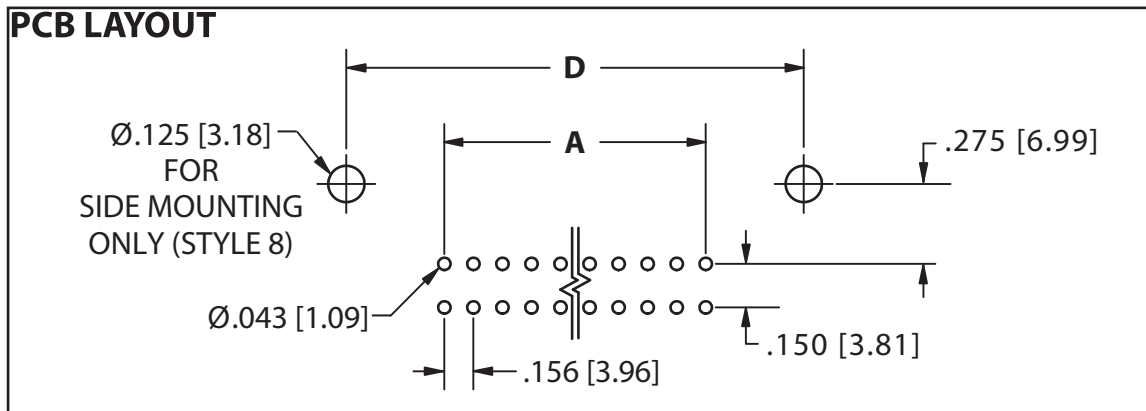 PCB LAYOUT
D
Ø.125 [3.18]
FOR
SIDE MOUNTING
ONLY (STYLE 8)
A
.275 [6.99]
Ø.043 [1.09]
.150 [3.81]
.156 [3.96]